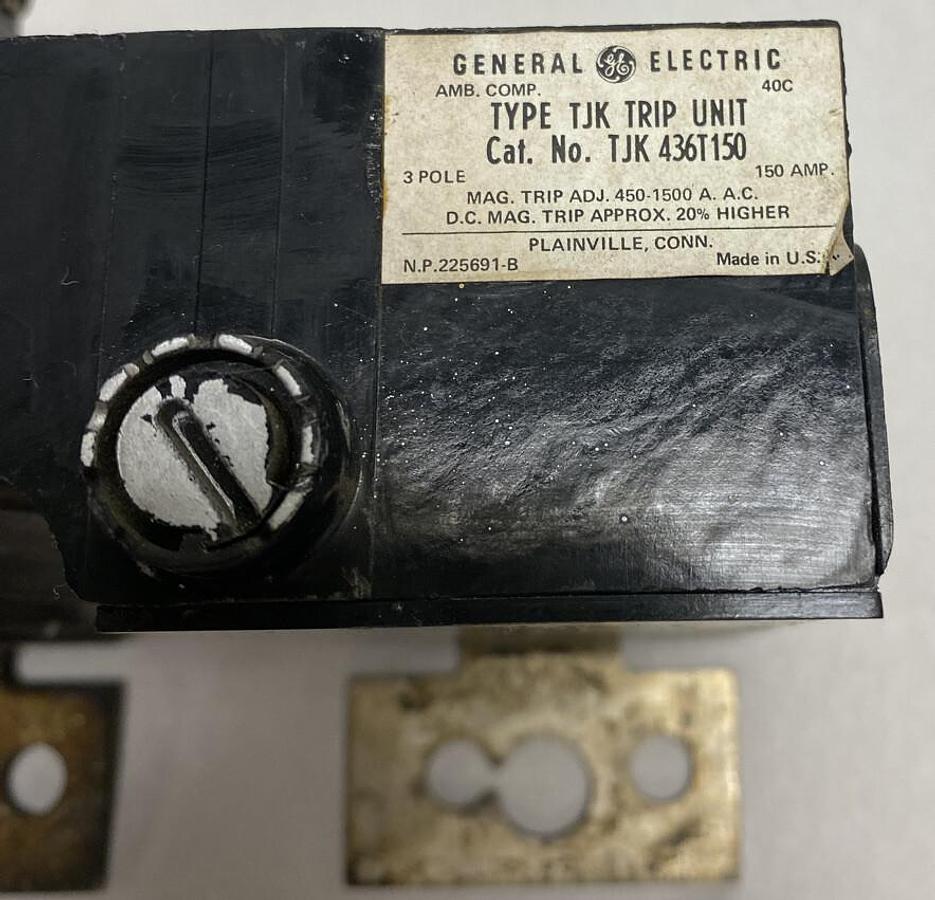 GENERAL GE ELECTRIC
AMB. COMP. 40C
TYPE TJK TRIP UNIT
Cat. No. TJK 436T150
3 POLE 150 AMP.
MAG. TRIP ADJ. 450-1500 A. A.C.
D.C. MAG. TRIP APPROX. 20% HIGHER
PLAINVILLE, CONN.
N.P.225691-B Made in U.S.